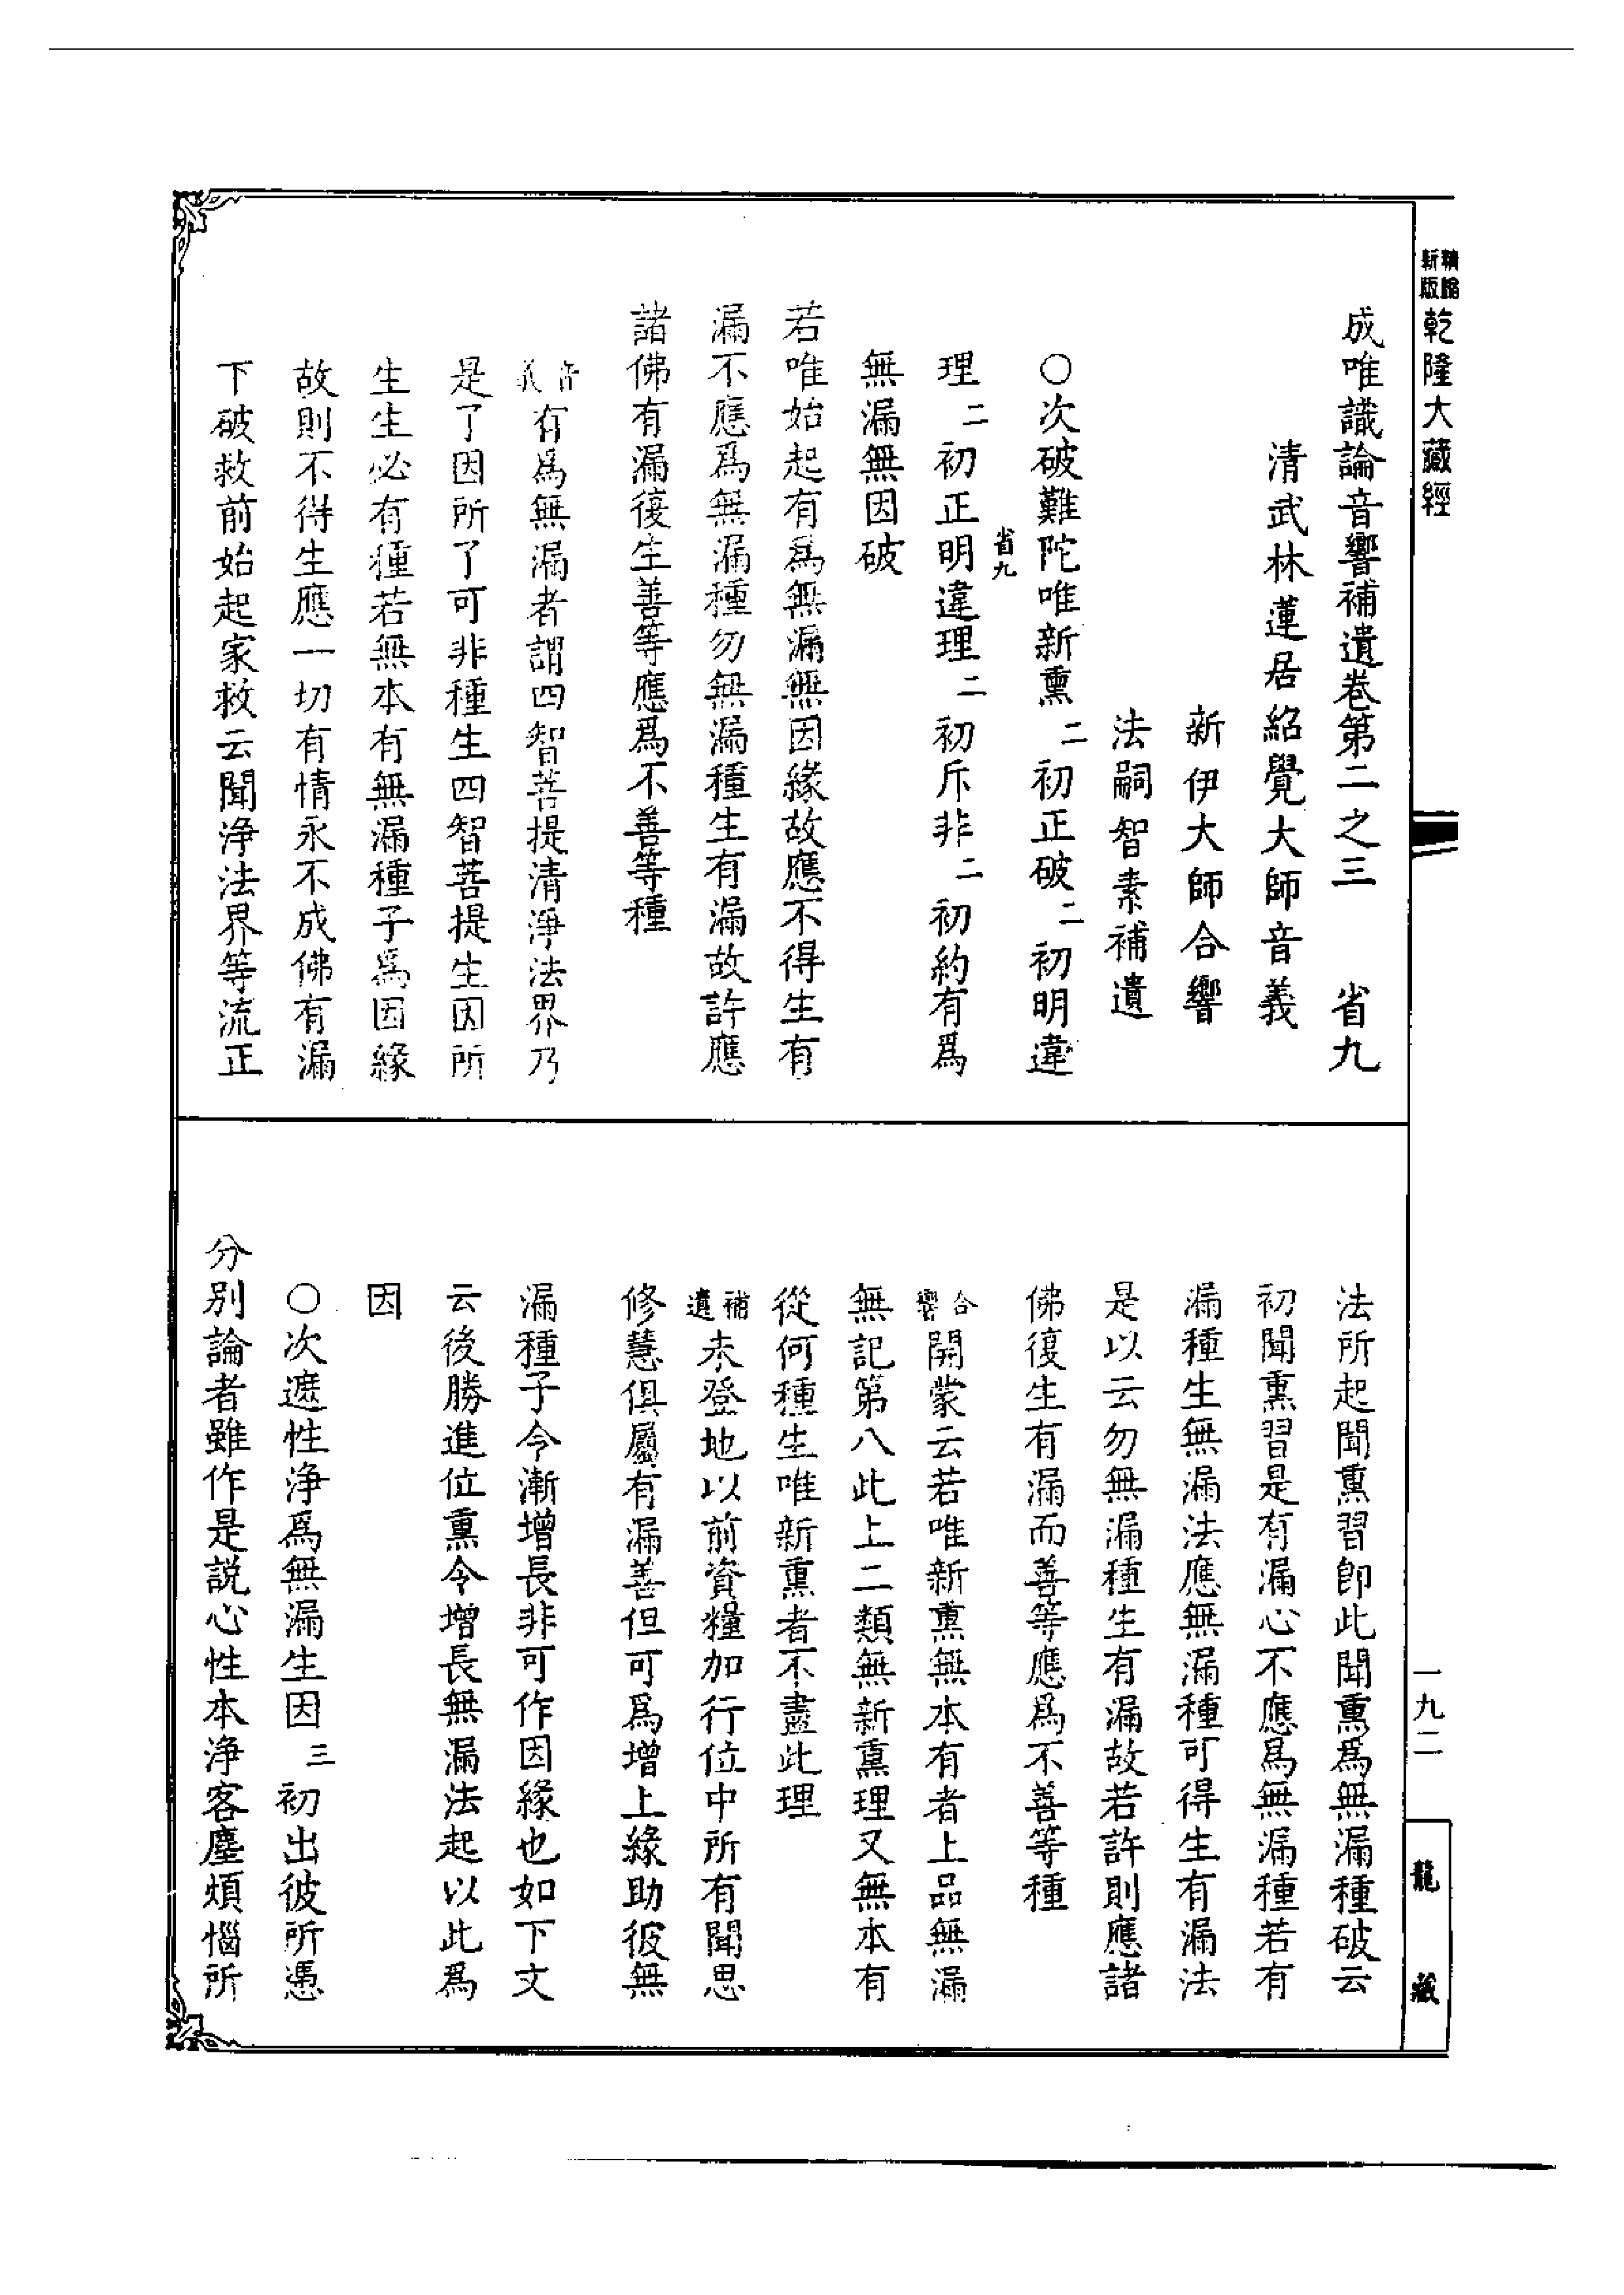 新編
縮版
乾隆大藏經
成唯識論音響補遺卷第二之三　省九
清武林蓮居紹覺大師音義
新伊大師合響
法嗣智素補遺
○次破難陀唯新熏二初正破二初明違
省九
理二初正明違理二初斥非二初約有爲
無漏無因破
若唯始起有爲無漏無因緣故應不得生有
漏不應爲無漏種勿無漏種生有漏故許應
諸佛有漏復生善等應爲不善等種
音義有爲無漏者謂四智菩提清淨法界乃
是了因所了可非種生四智菩提生因所
生生必有種若無本有無漏種子爲因緣
故則不得生應一切有情永不成佛有漏
下破救前始起家救云聞淨法界等流正
法所起聞熏習即此聞熏爲無漏種破云
初聞熏習是有漏心不應爲無漏種若有
漏種生無漏法應無漏種可得生有漏法
是以云勿無漏種生有漏故若許則應諸
佛復生有漏而善等應爲不善等種
合響開蒙云若唯新熏無本有者上品無漏
無記第八此上二類無新熏理又無本有
從何種生唯新熏者不盡此理
補遺未登地以前資糧加行位中所有聞思
修慧俱屬有漏善但可爲增上緣助彼無
漏種子令漸增長非可作因緣也如下文
云後勝進位熏令增長無漏法起以此爲
因
○次遮性淨爲無漏生因三初出彼所憑
分別論者雖作是說心性本淨客塵煩惱所
一九二
龍藏